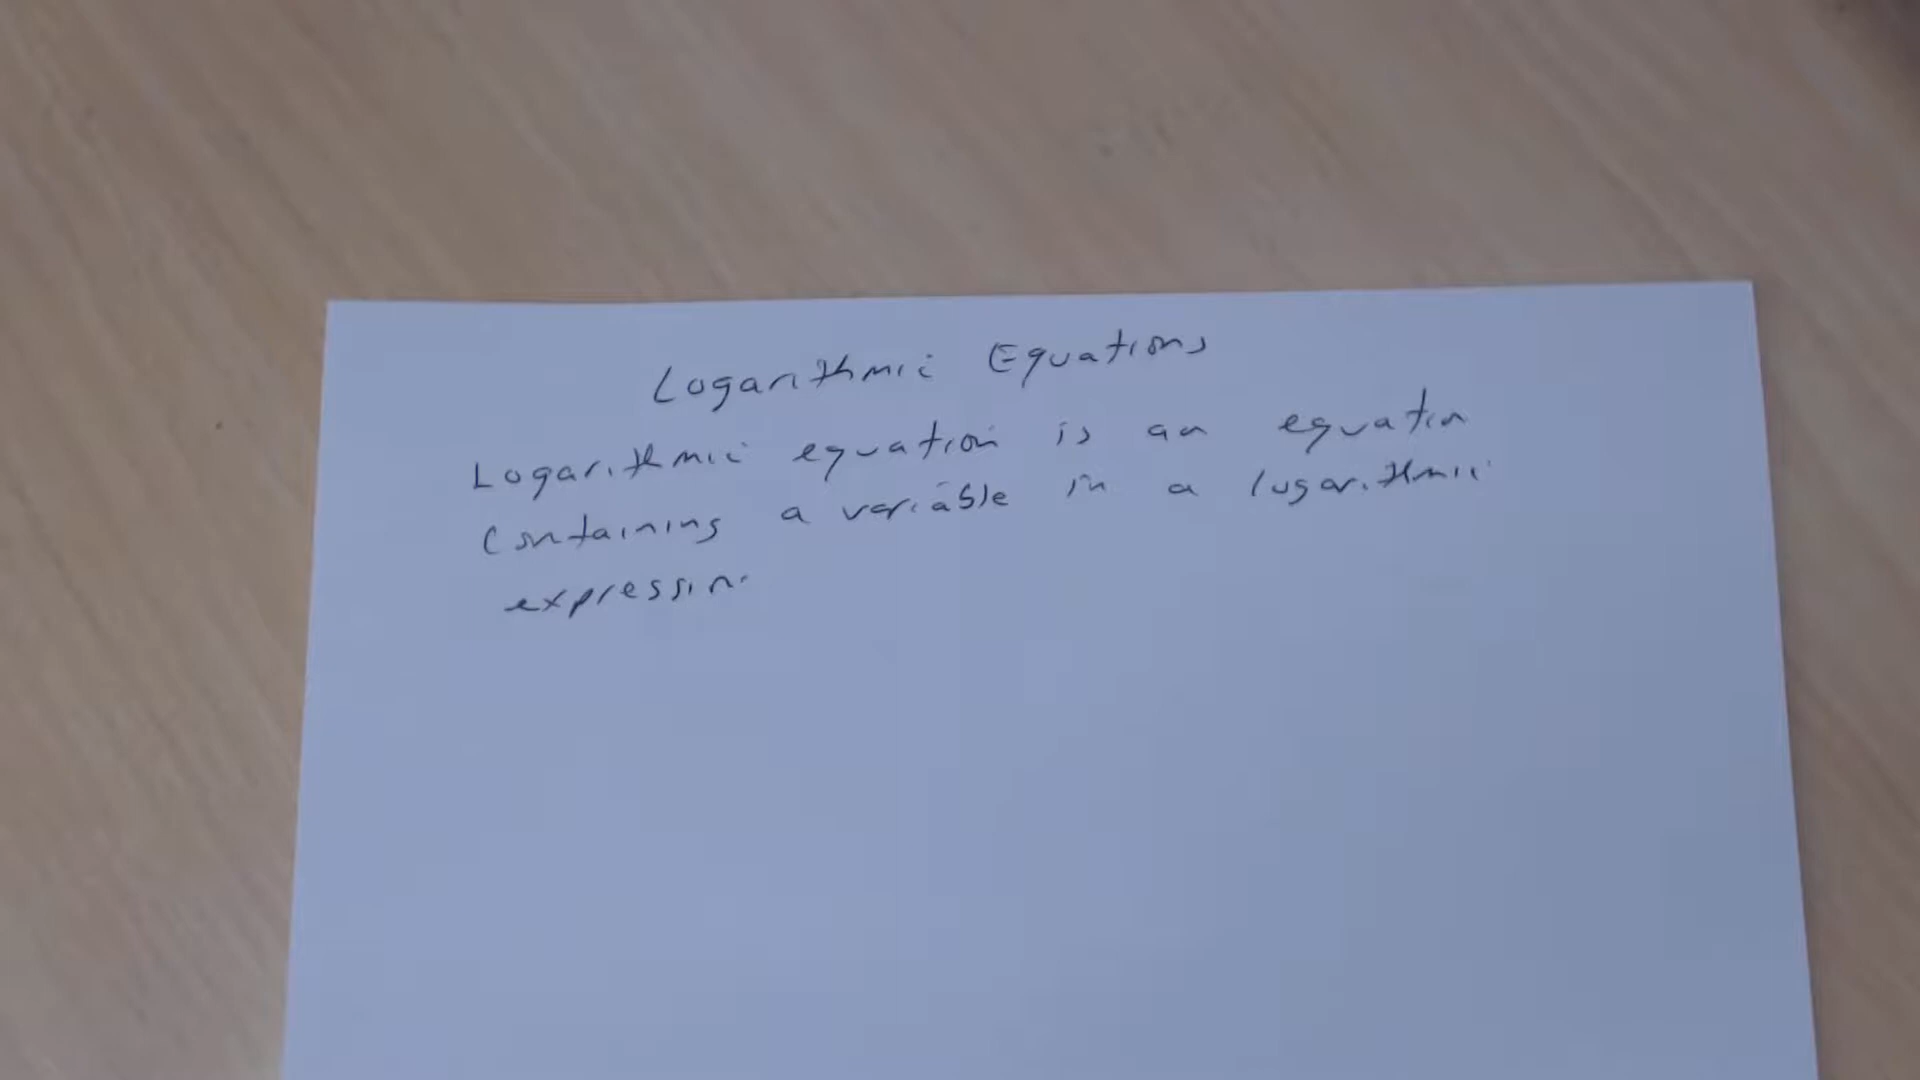 Logarithmic Equations
Logarithmic equation is an equation
containing a variable in a logarithmic
expression.